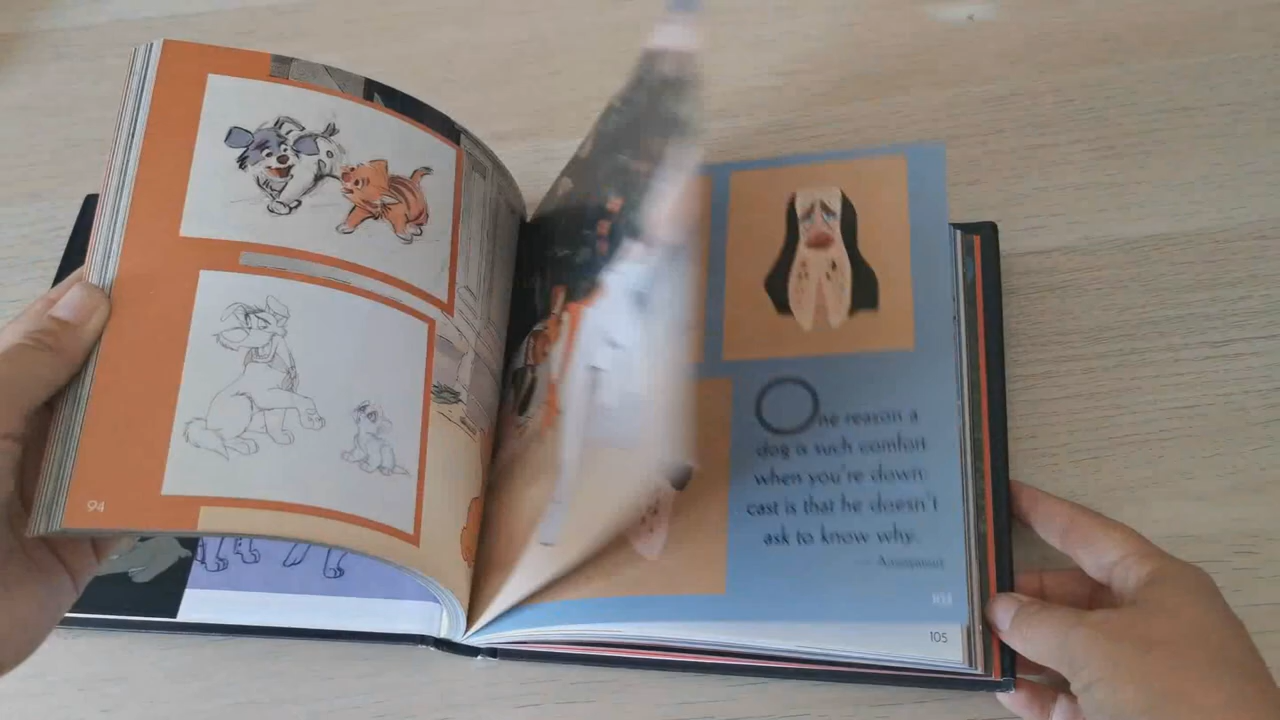 94
One reason a
dog is such comfort
when you're down-
cast is that he doesn't
ask to know why.
— Anonymous
103
105